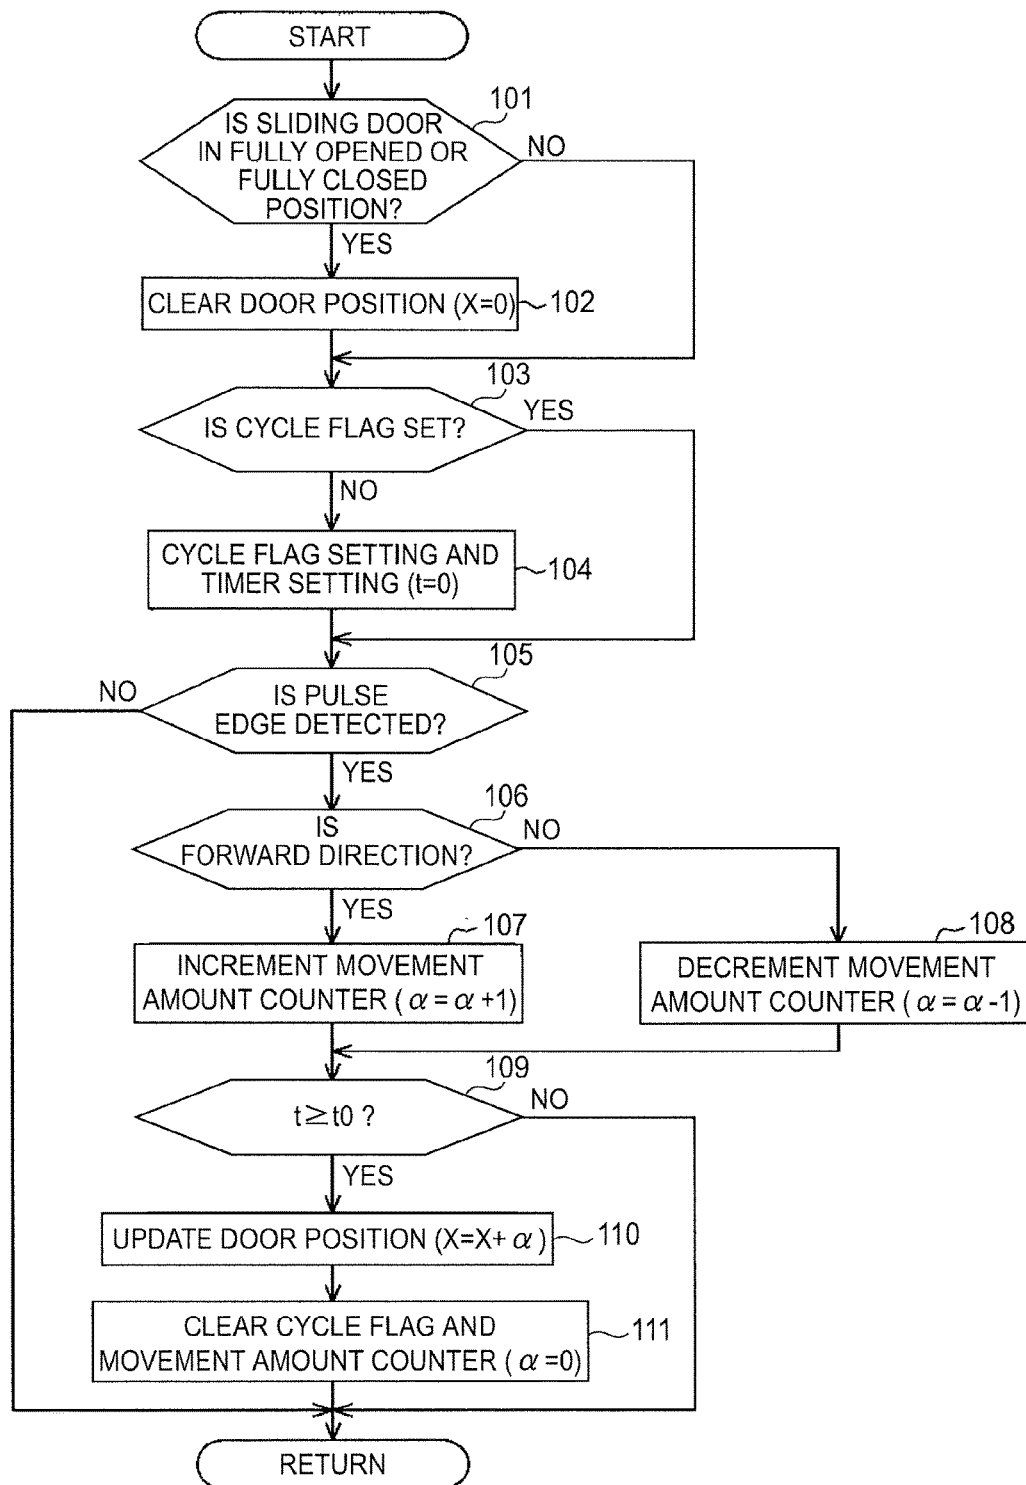 START
101
IS SLIDING DOOR
IN FULLY OPENED OR
FULLY CLOSED
POSITION?
NO
YES
CLEAR DOOR POSITION (X=0)
102
103
IS CYCLE FLAG SET?
YES
NO
CYCLE FLAG SETTING AND
TIMER SETTING (t=0)
104
105
NO
IS PULSE
EDGE DETECTED?
YES
106
IS
FORWARD DIRECTION?
NO
YES
107
INCREMENT MOVEMENT
AMOUNT COUNTER ( α = α +1)
108
DECREMENT MOVEMENT
AMOUNT COUNTER ( α = α -1)
109
t≥t0 ?
NO
YES
UPDATE DOOR POSITION (X=X+ α )
110
CLEAR CYCLE FLAG AND
MOVEMENT AMOUNT COUNTER ( α =0)
111
RETURN